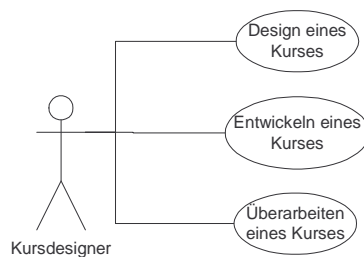 Design eines
Kurses
Entwickeln eines
Kurses
Überarbeiten
eines Kurses
Kursdesigner